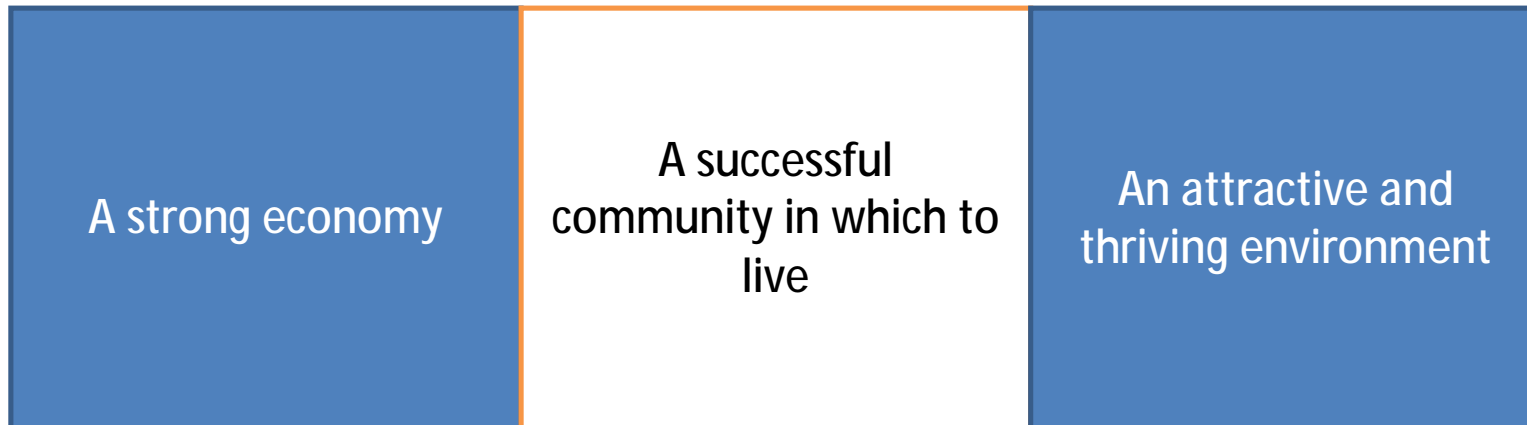 A strong economy
A successful
community in which to
live
An attractive and
thriving environment